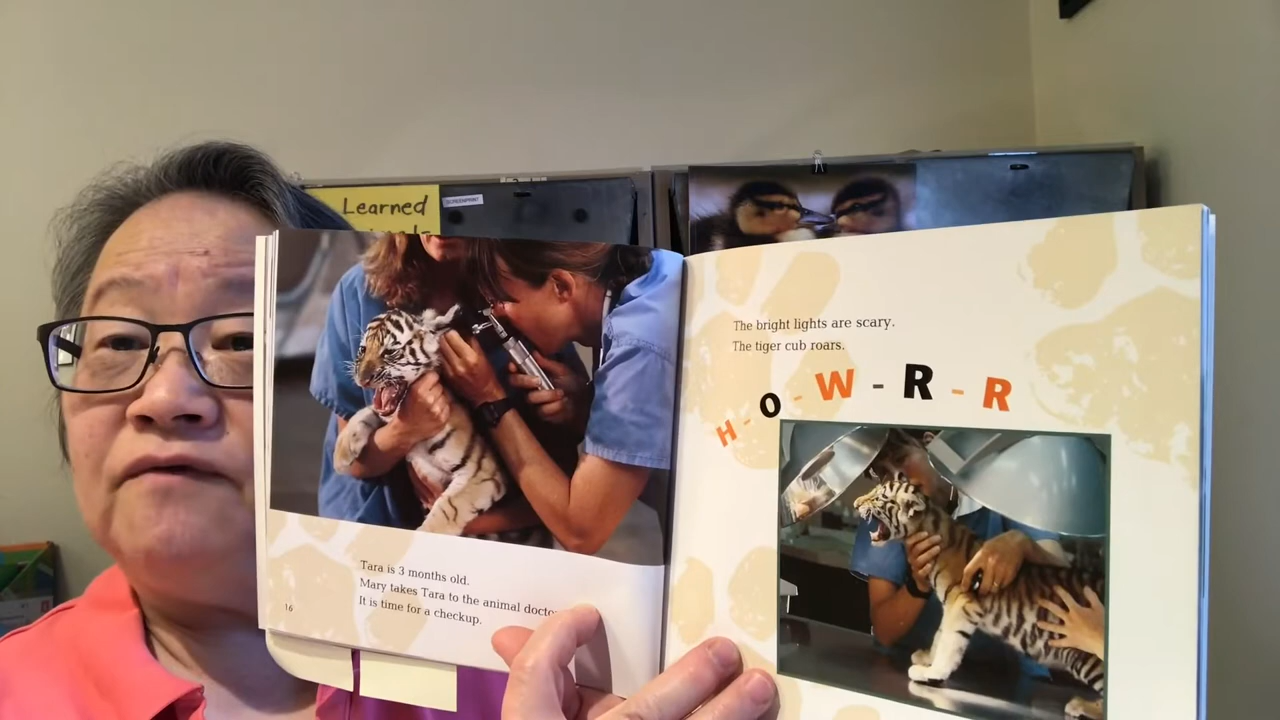 Learned
SCREENPRINT
Tara is 3 months old.
Mary takes Tara to the animal
It is time for a checkup.
16
The bright lights are scary.
The tiger cub roars.
H-O-W-R-R